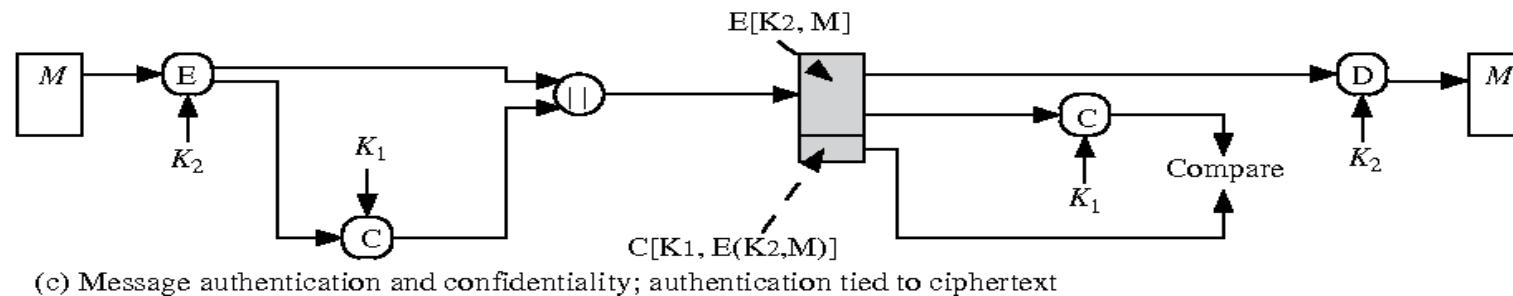 E[K2, M]
M
E
||
D
M
C
K2
K1
K1
Compare
K2
C
C[K1, E(K2,M)]
(c) Message authentication and confidentiality; authentication tied to ciphertext